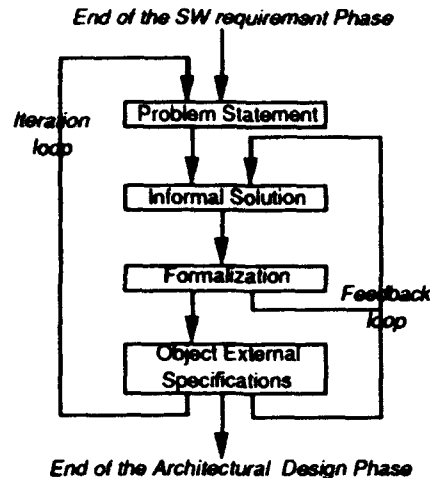 End of the SW requirement Phase
Problem Statement
Iteration
loop
Informal Solution
Formalization
Feedback
loop
Object External
Specifications
End of the Architectural Design Phase